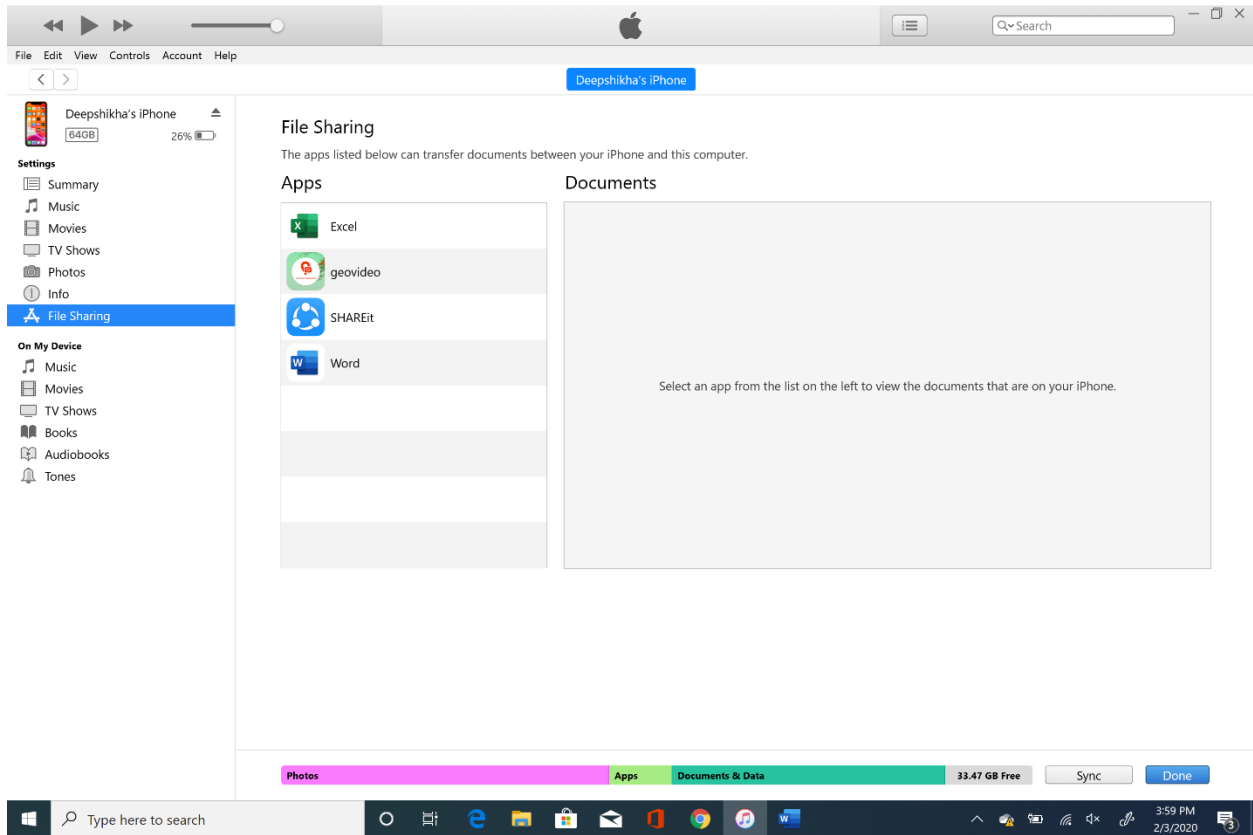 Search
File Edit View Controls Account Help
Deepshikha's iPhone
Deepshikha's iPhone
64GB 26%
Settings
Summary
Music
Movies
TV Shows
Photos
Info
File Sharing
On My Device
Music
Movies
TV Shows
Books
Audiobooks
Tones
File Sharing
The apps listed below can transfer documents between your iPhone and this computer.
Apps
Excel
geovideo
SHAREit
Word
Documents
Select an app from the list on the left to view the documents that are on your iPhone.
Photos Apps Documents & Data 33.47 GB Free Sync Done
Type here to search
3:59 PM
2/3/2020
3